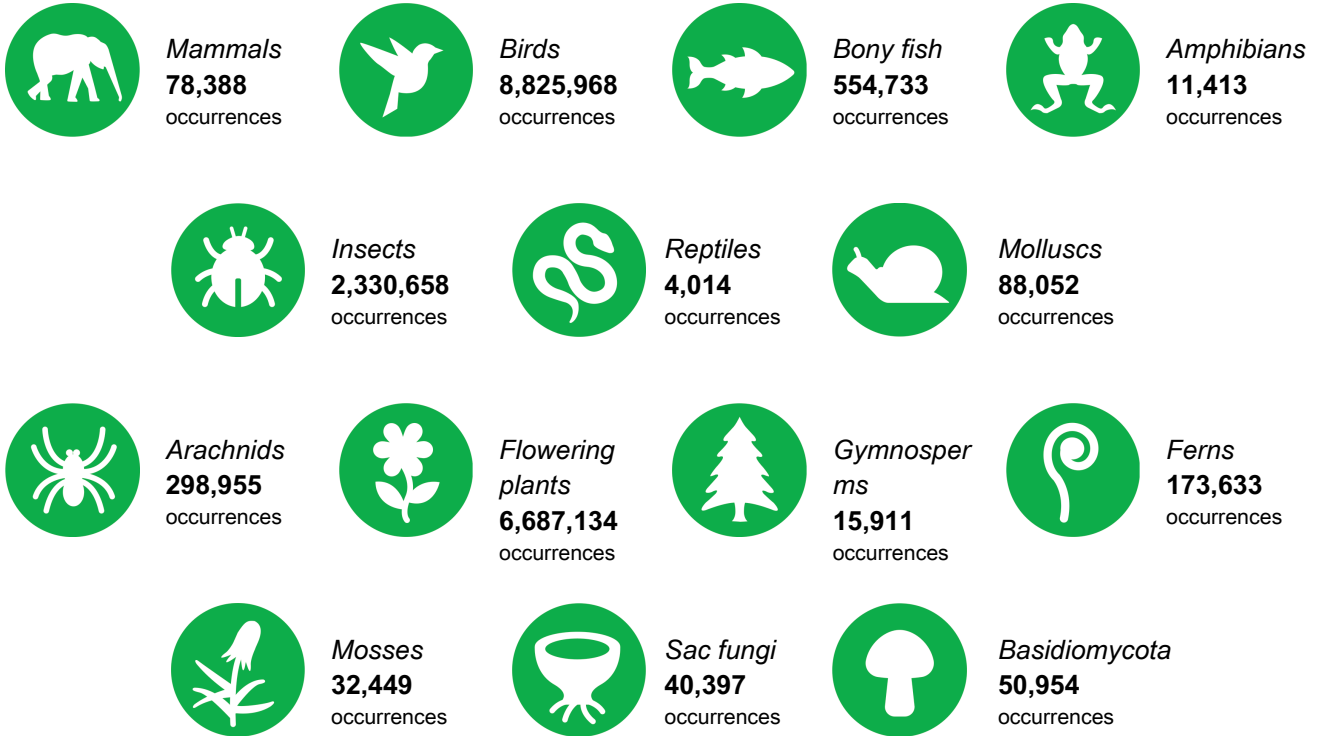 Mammals
78,388
occurrences
Birds
8,825,968
occurrences
Bony fish
554,733
occurrences
Amphibians
11,413
occurrences
Insects
2,330,658
occurrences
Reptiles
4,014
occurrences
Molluscs
88,052
occurrences
Arachnids
298,955
occurrences
Flowering
plants
6,687,134
occurrences
Gymnosper
ms
15,911
occurrences
Ferns
173,633
occurrences
Mosses
32,449
occurrences
Sac fungi
40,397
occurrences
Basidiomycota
50,954
occurrences